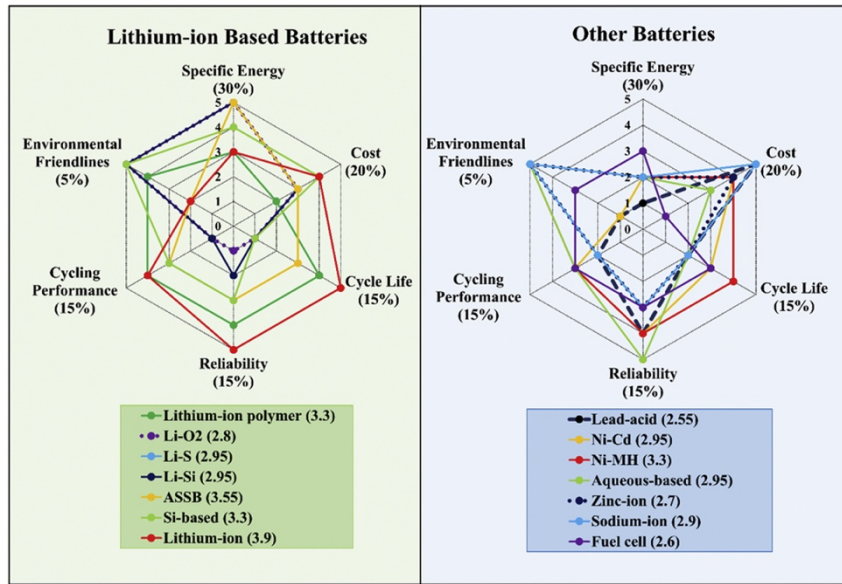 Lithium-ion Based Batteries
Specific Energy
(30%)
5
4
3
2
1
0
Environmental
Friendlines
(5%)
Cost
(20%)
Cycling
Performance
(15%)
Cycle Life
(15%)
Reliability
(15%)
Lithium-ion polymer (3.3)
Li-O2 (2.8)
Li-S (2.95)
Li-Si (2.95)
ASSB (3.55)
Si-based (3.3)
Lithium-ion (3.9)
Other Batteries
Specific Energy
(30%)
5
4
3
2
1
0
Environmental
Friendlines
(5%)
Cost
(20%)
Cycling
Performance
(15%)
Cycle Life
(15%)
Reliability
(15%)
Lead-acid (2.55)
Ni-Cd (2.95)
Ni-MH (3.3)
Aqueous-based (2.95)
Zinc-ion (2.7)
Sodium-ion (2.9)
Fuel cell (2.6)